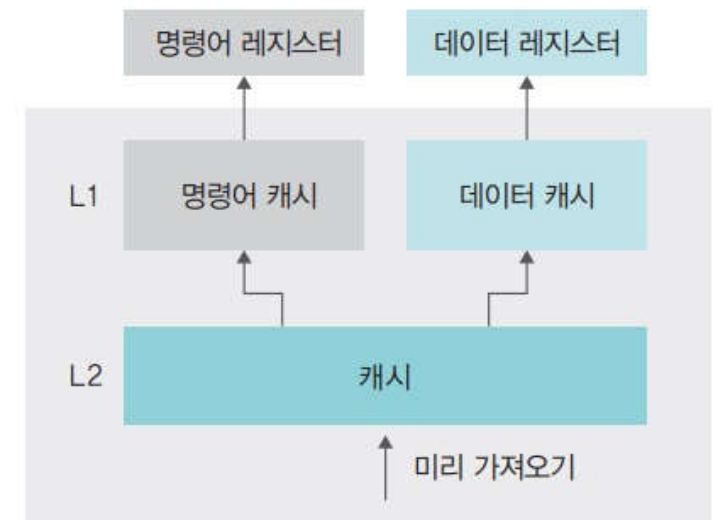 명령어 레지스터
데이터 레지스터
L1
명령어 캐시
데이터 캐시
L2
캐시
미리 가져오기